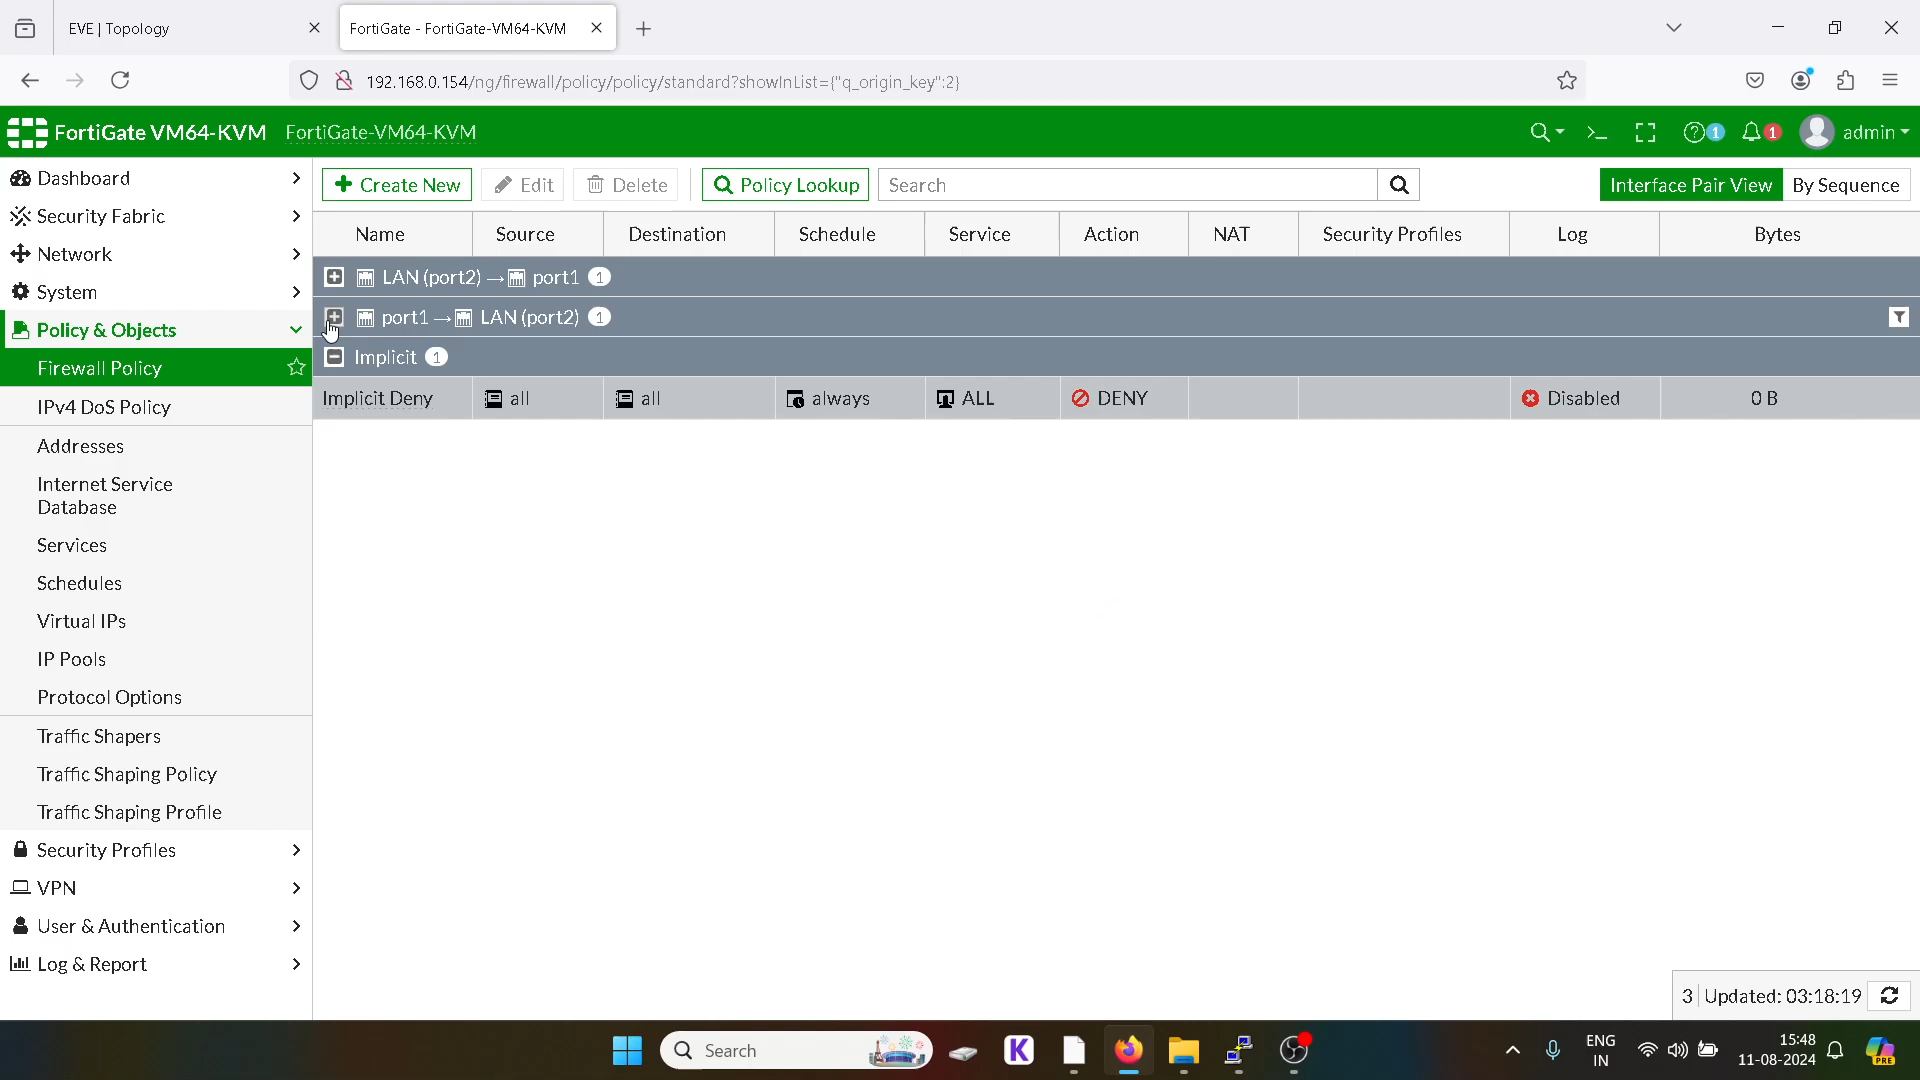 EVE | Topology
FortiGate - FortiGate-VM64-KVM
192.168.0.154/ng/firewall/policy/policy/standard?showInList={"q_origin_key":2}
FortiGate VM64-KVM FortiGate-VM64-KVM
1 1 admin
Dashboard
Security Fabric
Network
System
Policy & Objects
Firewall Policy
IPv4 DoS Policy
Addresses
Internet Service
Database
Services
Schedules
Virtual IPs
IP Pools
Protocol Options
Traffic Shapers
Traffic Shaping Policy
Traffic Shaping Profile
Security Profiles
VPN
User & Authentication
Log & Report
Create New Edit Delete Policy Lookup Search Interface Pair View By Sequence
Name Source Destination Schedule Service Action NAT Security Profiles Log Bytes
LAN (port2) → port1 1
port1 → LAN (port2) 1
Implicit 1
Implicit Deny all all always ALL DENY Disabled 0 B
3 Updated: 03:18:19
Search
K
ENG
IN
15:48
11-08-2024
PRE